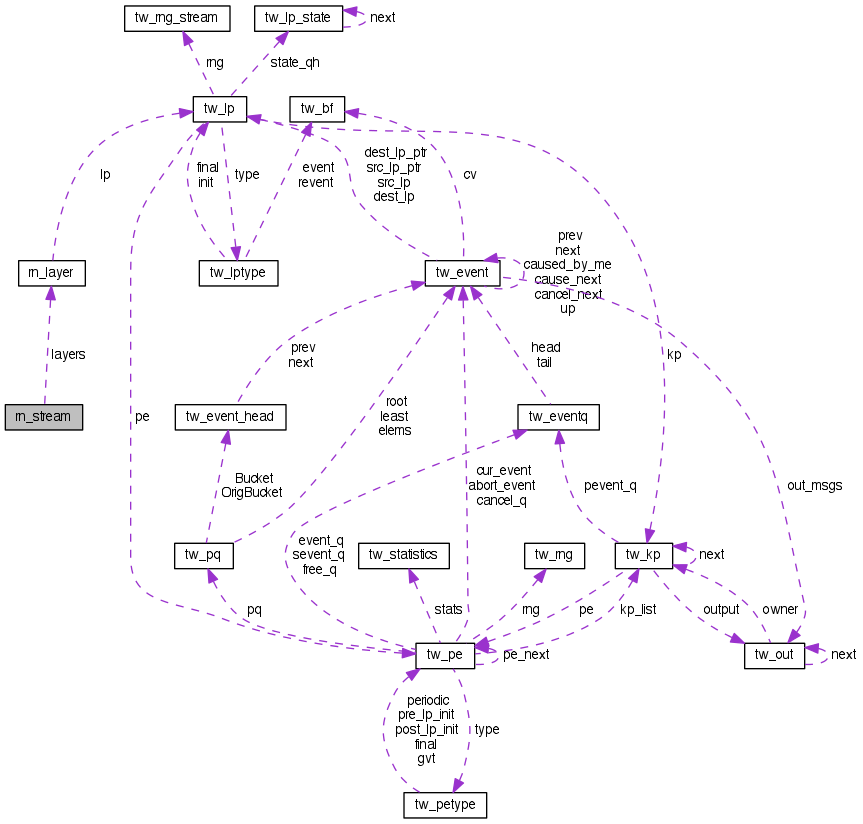 tw_rng_stream
tw_lp_state
next
rng
state_qh
tw_lp
tw_bf
lp
final
init
type
event
revent
dest_lp_ptr
src_lp_ptr
src_lp
dest_lp
cv
rn_layer
tw_lptype
tw_event
prev
next
caused_by_me
cause_next
cancel_next
up
kp
layers
prev
next
head
tail
rn_stream
pe
tw_event_head
root
least
elems
tw_eventq
Bucket
OrigBucket
cur_event
abort_event
cancel_q
pevent_q
out_msgs
tw_pq
event_q
sevent_q
free_q
tw_statistics
tw_rng
tw_kp
next
pq
stats
rng
pe
kp_list
output
owner
tw_pe
pe_next
tw_out
next
periodic
pre_lp_init
post_lp_init
final
gvt
type
tw_petype